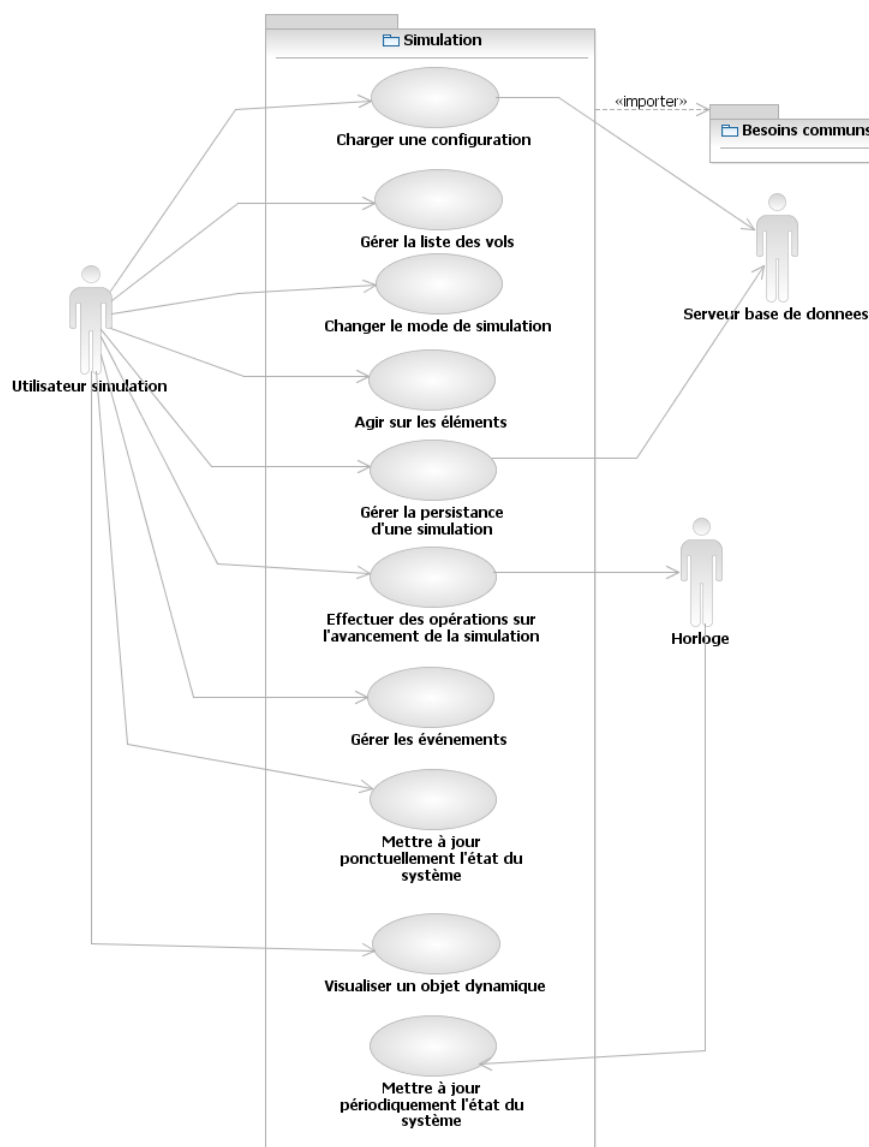 Simulation
«importer»
Besoins communs
Charger une configuration
Gérer la liste des vols
Changer le mode de simulation
Serveur base de donnees
Utilisateur simulation
Agir sur les éléments
Gérer la persistance
d'une simulation
Effectuer des opérations sur
l'avancement de la simulation
Horloge
Gérer les événements
Mettre à jour
ponctuellement l'état du
système
Visualiser un objet dynamique
Mettre à jour
périodiquement l'état du
système